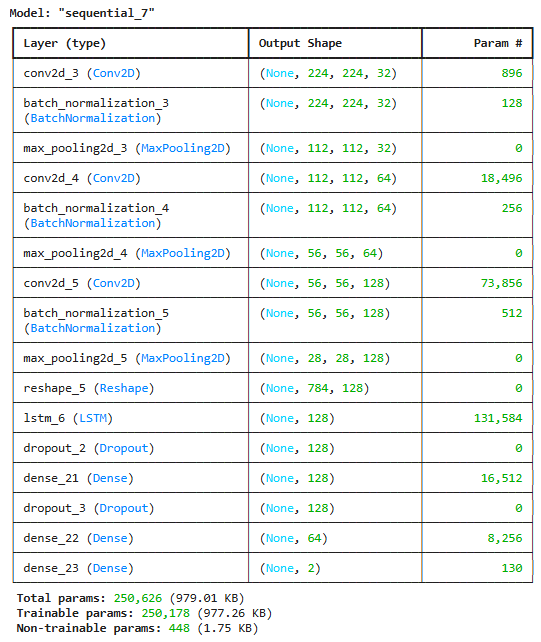 Model: "sequential_7"
Layer (type) Output Shape Param #
conv2d_3 (Conv2D) (None, 224, 224, 32) 896
batch_normalization_3 (None, 224, 224, 32) 128
(BatchNormalization)
max_pooling2d_3 (MaxPooling2D) (None, 112, 112, 32) 0
conv2d_4 (Conv2D) (None, 112, 112, 64) 18,496
batch_normalization_4 (None, 112, 112, 64) 256
(BatchNormalization)
max_pooling2d_4 (MaxPooling2D) (None, 56, 56, 64) 0
conv2d_5 (Conv2D) (None, 56, 56, 128) 73,856
batch_normalization_5 (None, 56, 56, 128) 512
(BatchNormalization)
max_pooling2d_5 (MaxPooling2D) (None, 28, 28, 128) 0
reshape_5 (Reshape) (None, 784, 128) 0
lstm_6 (LSTM) (None, 128) 131,584
dropout_2 (Dropout) (None, 128) 0
dense_21 (Dense) (None, 128) 16,512
dropout_3 (Dropout) (None, 128) 0
dense_22 (Dense) (None, 64) 8,256
dense_23 (Dense) (None, 2) 130
Total params: 250,626 (979.01 KB)
Trainable params: 250,178 (977.26 KB)
Non-trainable params: 448 (1.75 KB)